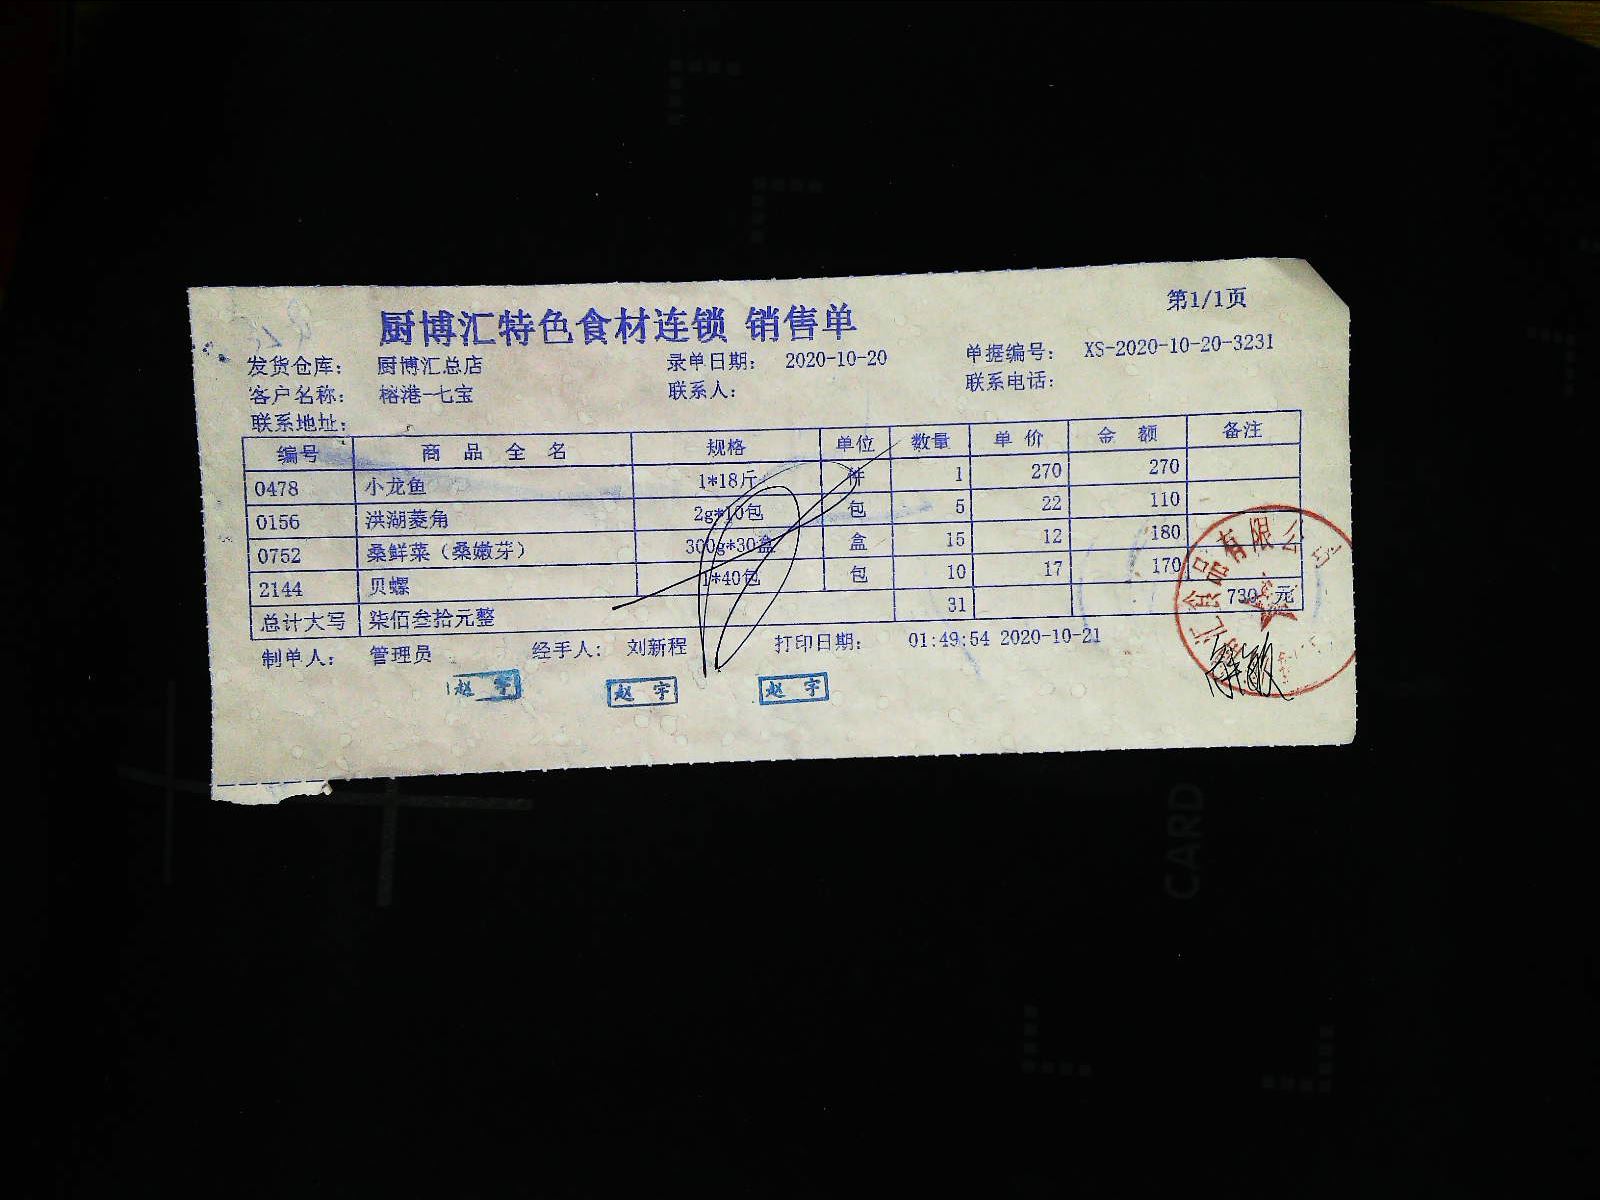 第1/1页
厨博汇特色食材连锁 销售单
发货仓库： 厨博汇总店 录单日期： 2020-10-20 单据编号： XS-2020-10-20-3231
客户名称： 榕港一七宝 联系人： 联系电话：
联系地址：
编号 商 品 全 名 规格 单位 数量 单 价 金 额 备注
0478 小龙鱼 1*18斤 件 1 270 270
0156 洪湖菱角 2g*10包 包 5 22 110
0752 桑鲜菜（桑嫩芽） 300g*30盒 盒 15 12 180
2144 贝螺 1*40包 包 10 17 170
总计大写 柒佰叁拾元整 31 730 元
制单人： 管理员 经手人： 刘新程 打印日期： 01:49:54 2020-10-21
赵 宇 赵 宇 赵 宇
汇食品有限公司
CARD